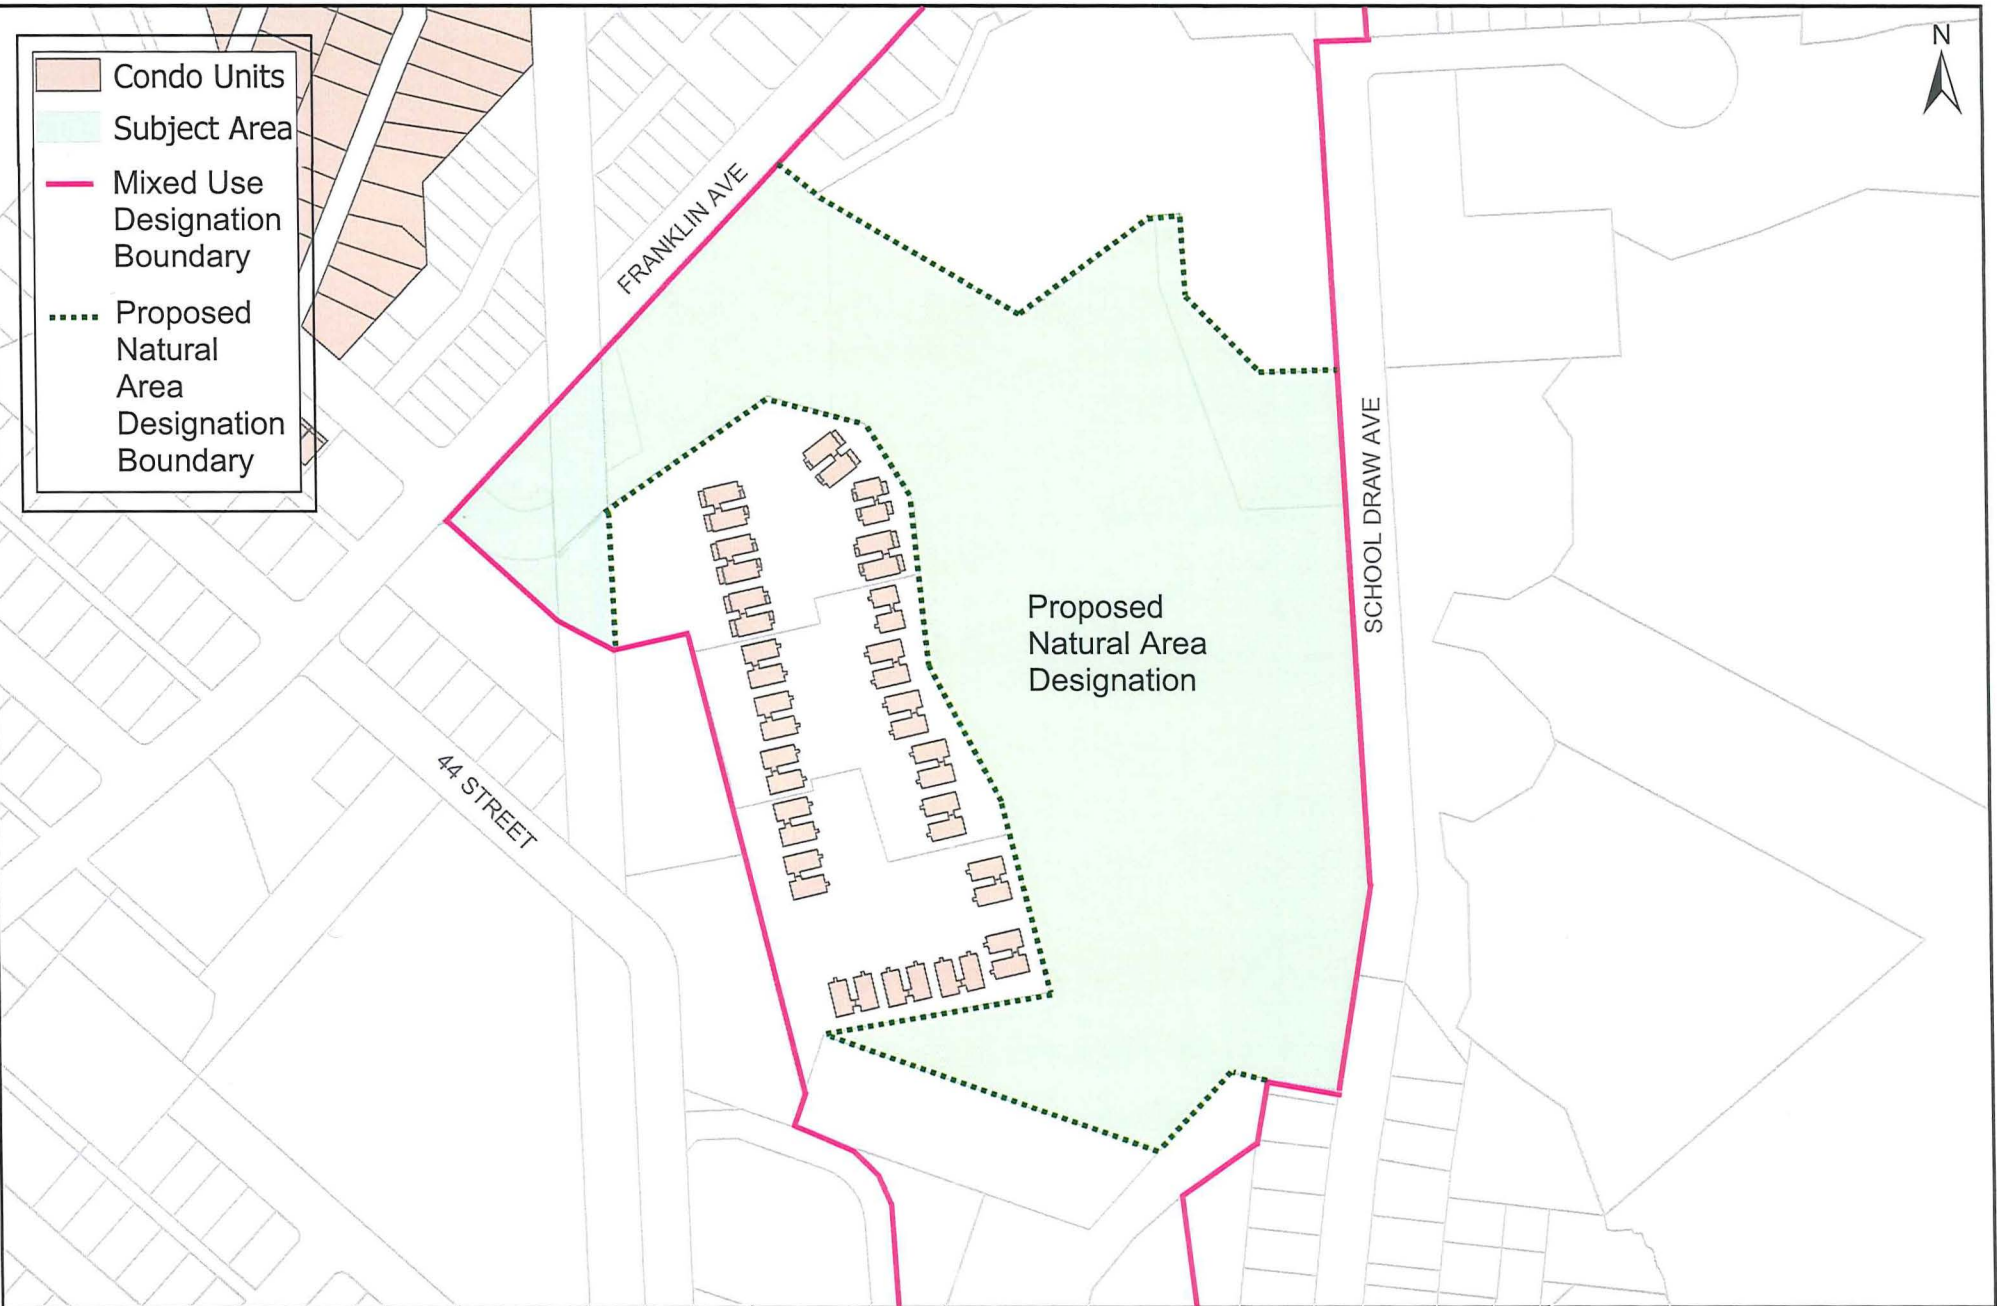 Condo Units
Subject Area
Mixed Use
Designation
Boundary
Proposed
Natural
Area
Designation
Boundary
N
FRANKLIN AVE
SCHOOL DRAW AVE
Proposed
Natural Area
Designation
44 STREET